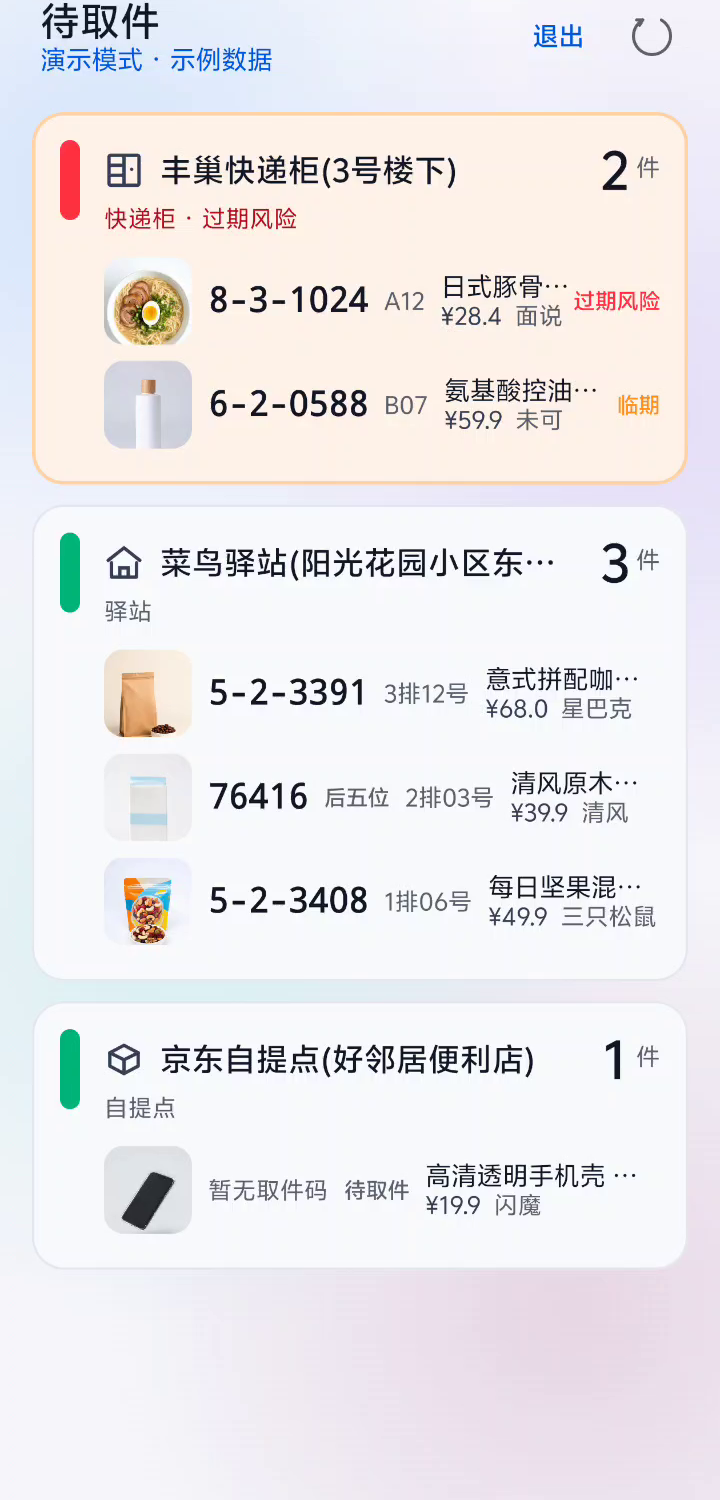 待取件
演示模式 · 示例数据
退出
丰巢快递柜(3号楼下)
2 件
快递柜 · 过期风险
8-3-1024 A12 日式豚骨… 过期风险
¥28.4 面说
6-2-0588 B07 氨基酸控油… 临期
¥59.9 未可
菜鸟驿站(阳光花园小区东…
3 件
驿站
5-2-3391 3排12号 意式拼配咖…
¥68.0 星巴克
76416 后五位 2排03号 清风原木…
¥39.9 清风
5-2-3408 1排06号 每日坚果混…
¥49.9 三只松鼠
京东自提点(好邻居便利店)
1 件
自提点
暂无取件码 待取件 高清透明手机壳 …
¥19.9 闪魔